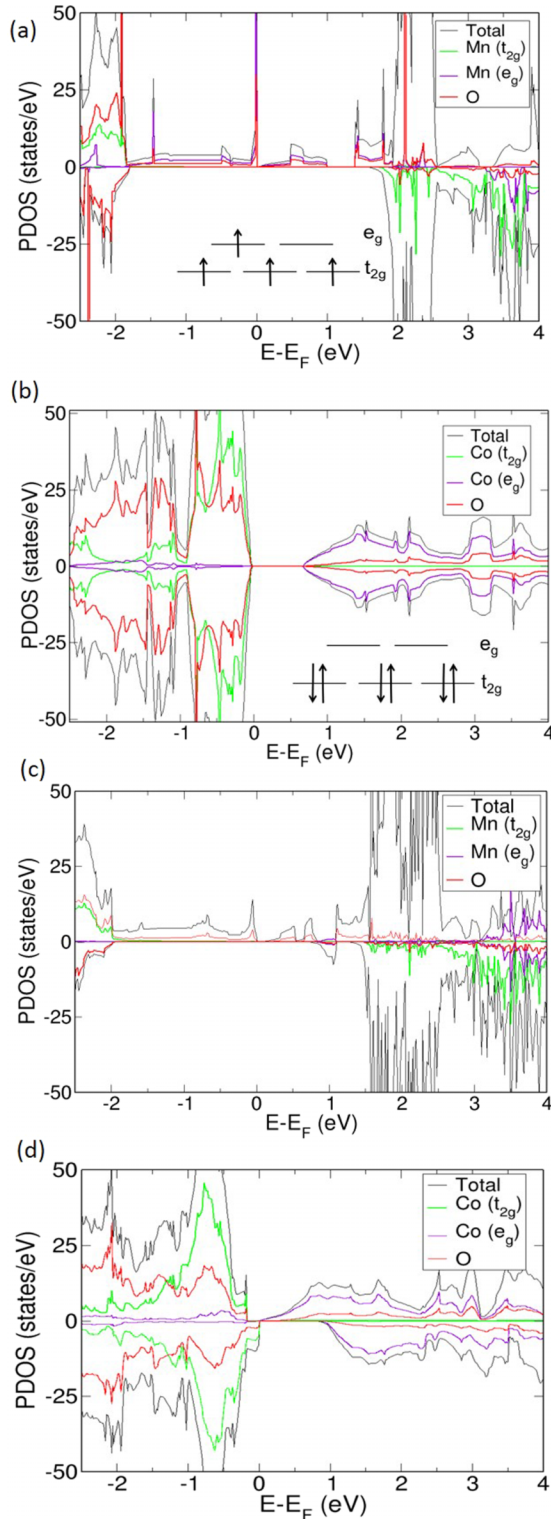 (a)
50
25
0
-25
-50
PDOS (states/eV)
Total
Mn (t2g)
Mn (eg)
O
eg
t2g
-2 -1 0 1 2 3 4
E-EF (eV)
(b)
50
25
0
-25
-50
PDOS (states/eV)
Total
Co (t2g)
Co (eg)
O
eg
t2g
-2 -1 0 1 2 3 4
E-EF (eV)
(c)
50
25
0
-25
-50
PDOS (states/eV)
Total
Mn (t2g)
Mn (eg)
O
-2 -1 0 1 2 3 4
E-EF (eV)
(d)
50
25
0
-25
-50
PDOS (states/eV)
Total
Co (t2g)
Co (eg)
O
-2 -1 0 1 2 3 4
E-EF (eV)